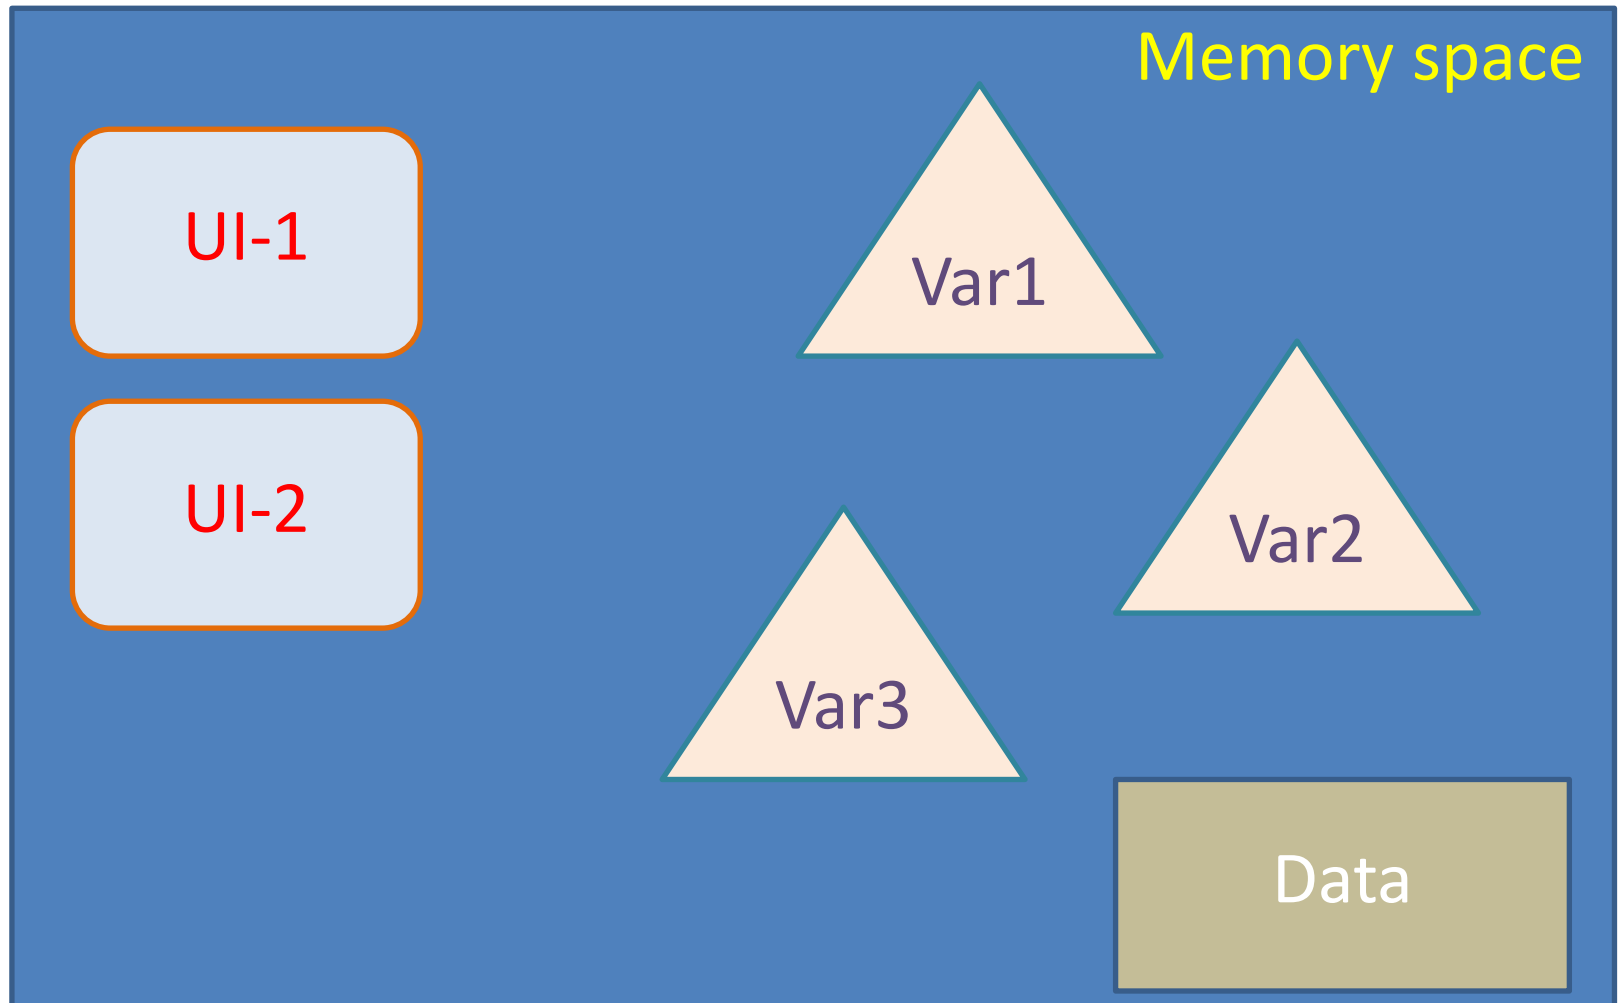 Memory space
UI-1
Var1
UI-2
Var2
Var3
Data